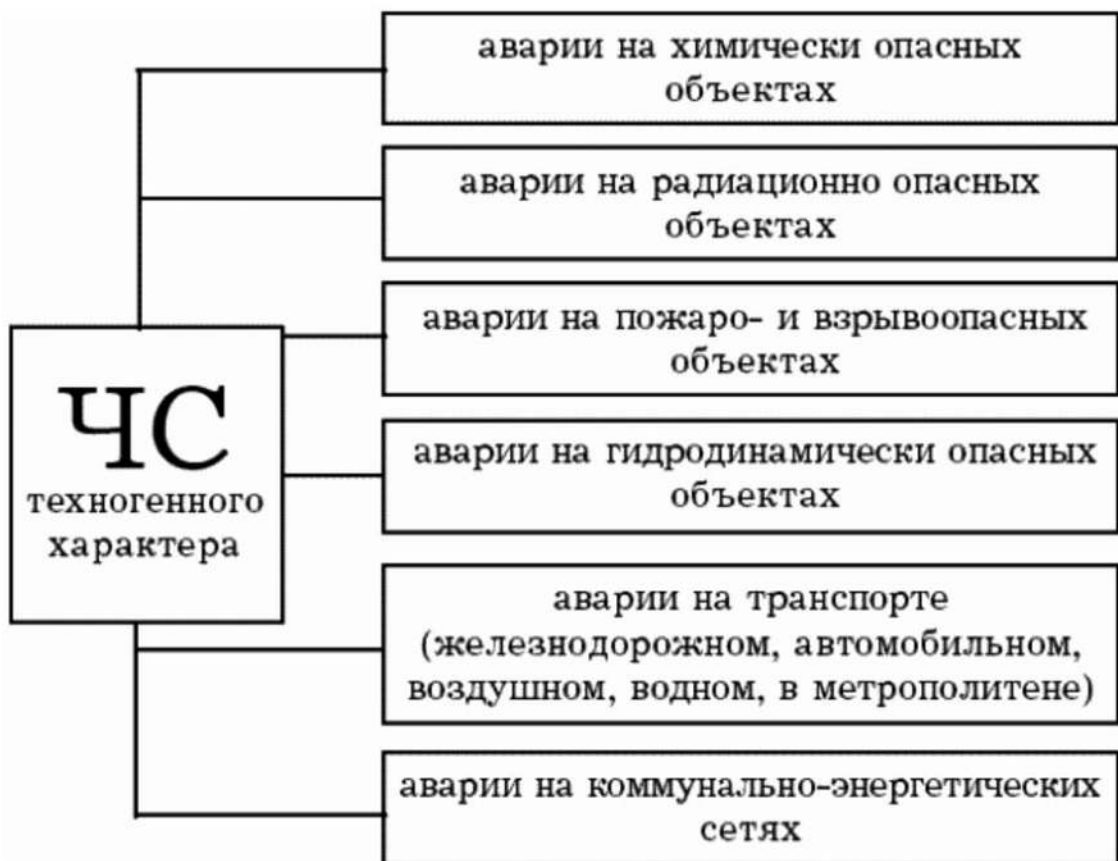 аварии на химически опасных
объектах
аварии на радиационно опасных
объектах
аварии на пожаро- и взрывоопасных
объектах
ЧС
техногенного
характера
аварии на гидродинамически опасных
объектах
аварии на транспорте
(железнодорожном, автомобильном,
воздушном, водном, в метрополитене)
аварии на коммунально-энергетических
сетях